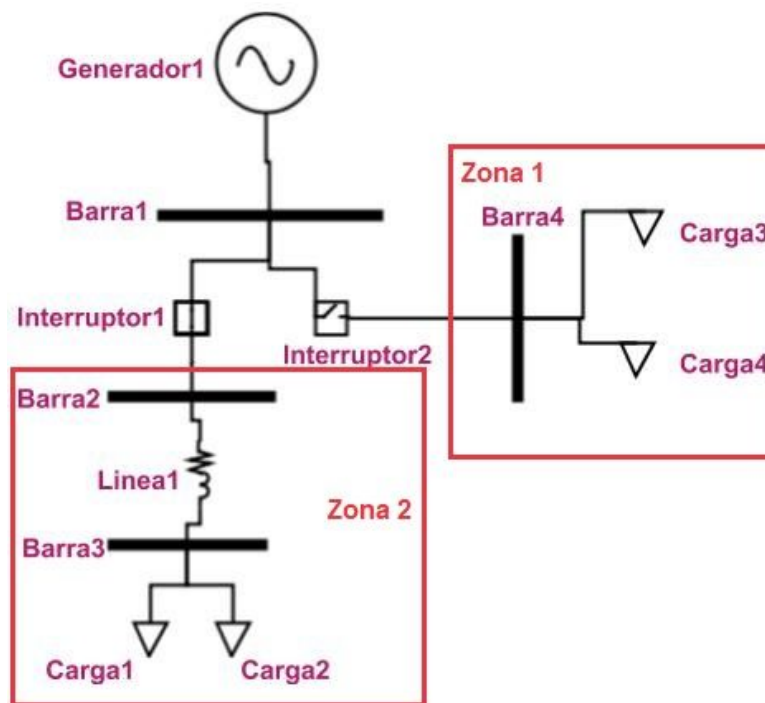 Generador1
Zona 1
Barra1
Barra4
Carga3
Interruptor1
Interruptor2
Carga4
Barra2
Linea1
Zona 2
Barra3
Carga1
Carga2